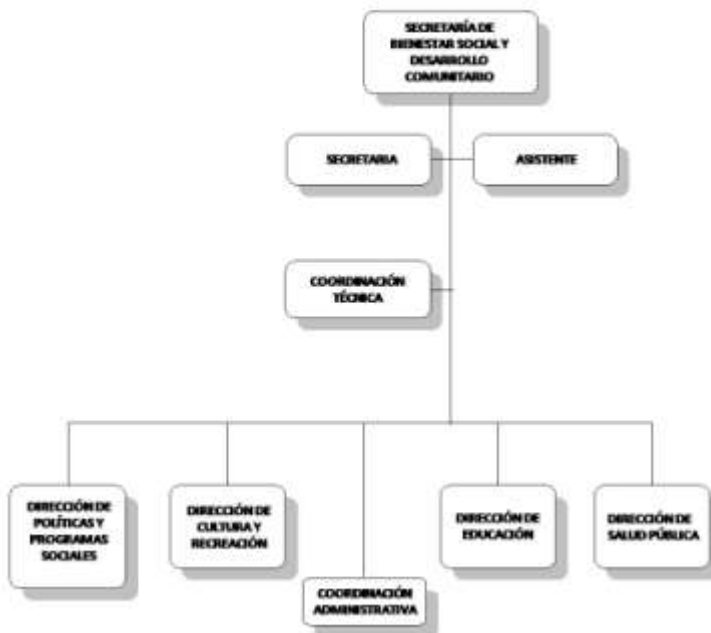 SECRETARÍA DE
BIENESTAR SOCIAL Y
DESARROLLO
COMUNITARIO
SECRETARIA
ASISTENTE
COORDINACIÓN
TÉCNICA
DIRECCIÓN DE
POLÍTICAS Y
PROGRAMAS
SOCIALES
DIRECCIÓN DE
CULTURA Y
RECREACIÓN
COORDINACIÓN
ADMINISTRATIVA
DIRECCIÓN DE
EDUCACIÓN
DIRECCIÓN DE
SALUD PÚBLICA